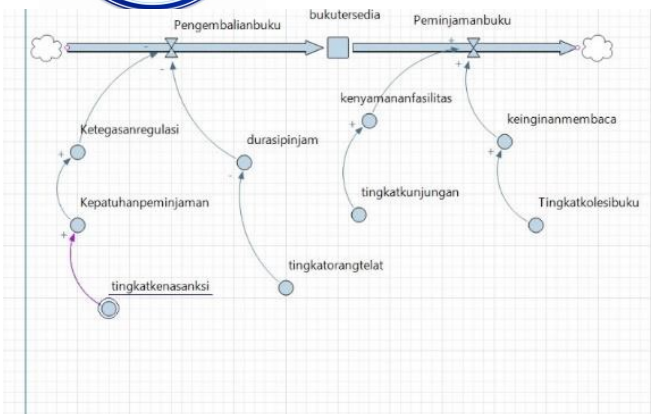 bukutersedia
Pengembalianbuku
Peminjamanbuku
-
+
-
+
kenyamananfasilitas
Ketegasanregulasi
+
keinginanmembaca
+
durasipinjam
+
-
Kepatuhanpeminjaman
tingkatkunjungan
Tingkatkolesibuku
+
tingkatorangtelat
tingkatkenasanksi